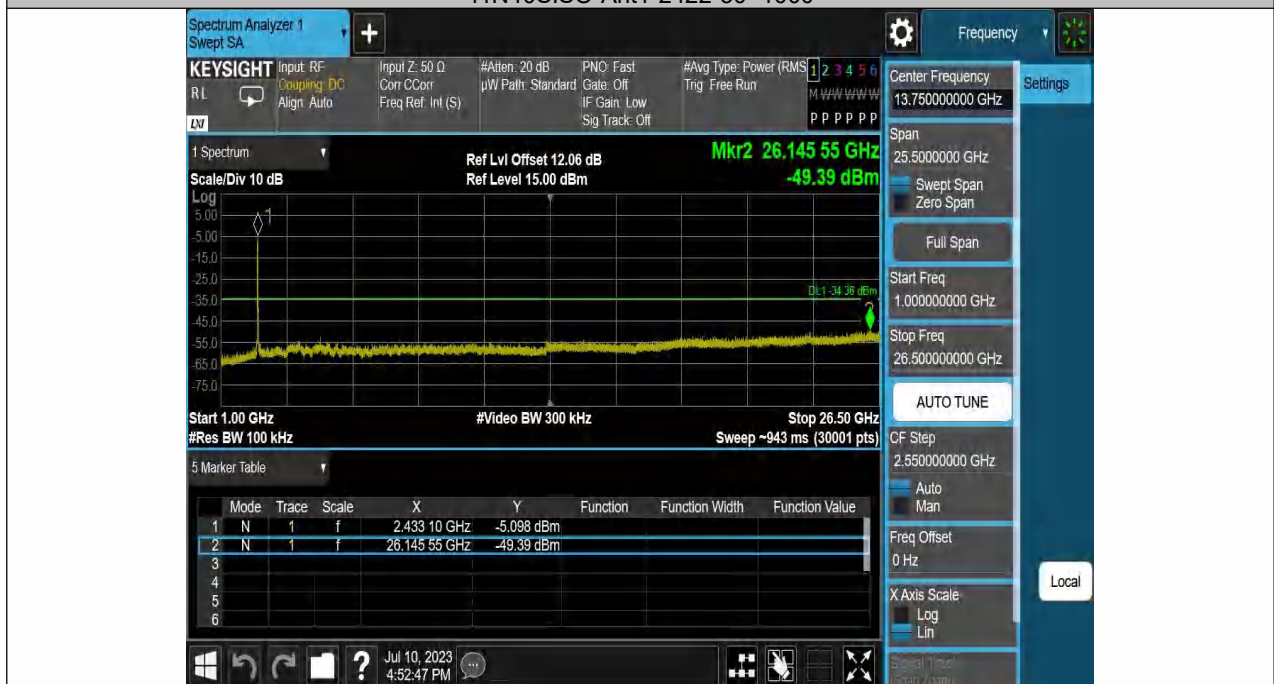 Spectrum Analyzer 1
Swept SA
+
Frequency
KEYSIGHT
RL
LXI
Input: RF
Coupling: DC
Align: Auto
Input Z: 50 Ω
Corr CCorr
Freq Ref: Int (S)
#Atten: 20 dB
µW Path: Standard
PNO: Fast
Gate: Off
IF Gain: Low
Sig Track: Off
#Avg Type: Power (RMS
Trig: Free Run
1 2 3 4 5 6
M W W W W W
P P P P P P
Center Frequency
13.750000000 GHz
Settings
1 Spectrum
Scale/Div 10 dB
Ref Lvl Offset 12.06 dB
Ref Level 15.00 dBm
Mkr2 26.145 55 GHz
-49.39 dBm
Span
25.5000000 GHz
Swept Span
Zero Span
Full Span
Log
5.00
-5.00
-15.0
-25.0
-35.0
-45.0
-55.0
-65.0
-75.0
1
DL1 -34.36 dBm
2
Start Freq
1.000000000 GHz
Stop Freq
26.500000000 GHz
AUTO TUNE
Start 1.00 GHz
#Video BW 300 kHz
Stop 26.50 GHz
#Res BW 100 kHz
Sweep ~943 ms (30001 pts)
CF Step
2.550000000 GHz
Auto
Man
5 Marker Table
Mode Trace Scale X Y Function Function Width Function Value
1 N 1 f 2.433 10 GHz -5.098 dBm
2 N 1 f 26.145 55 GHz -49.39 dBm
3
4
5
6
Freq Offset
0 Hz
X Axis Scale
Log
Lin
Local
?
Jul 10, 2023
4:52:47 PM